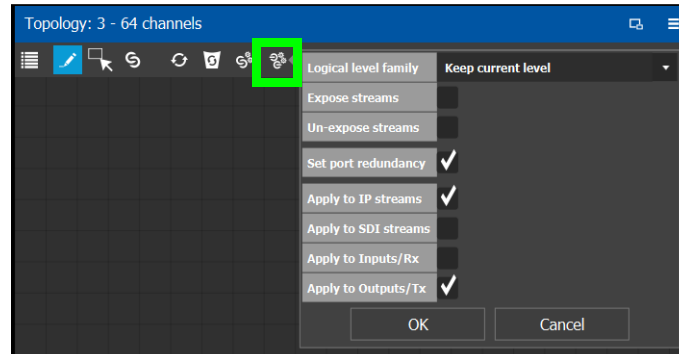 Topology: 3 - 64 channels
Logical level family Keep current level
Expose streams
Un-expose streams
Set port redundancy
Apply to IP streams
Apply to SDI streams
Apply to Inputs/Rx
Apply to Outputs/Tx
OK Cancel